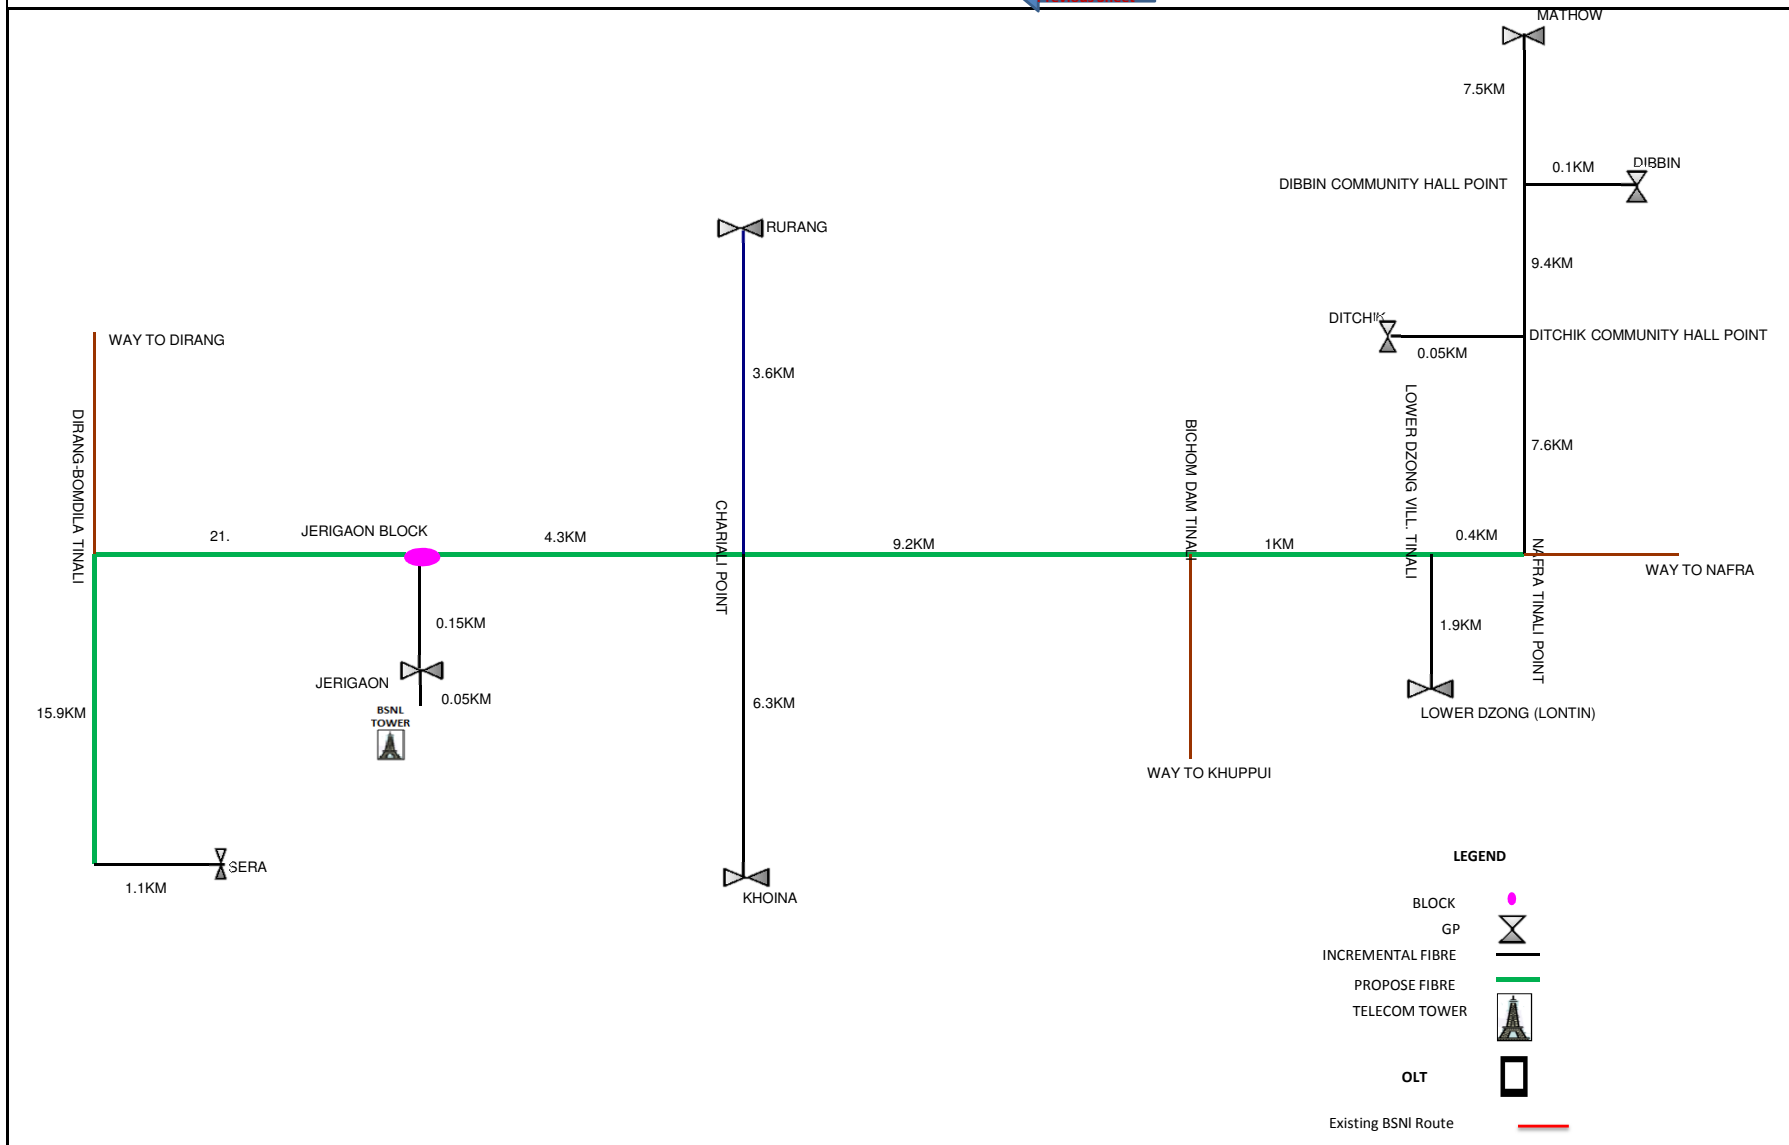 MATHOW
7.5KM
0.1KM
DIBBIN
DIBBIN COMMUNITY HALL POINT
RURANG
9.4KM
DITCHIK
WAY TO DIRANG
DITCHIK COMMUNITY HALL POINT
0.05KM
3.6KM
DIRANG-BOMDILA TINALI
LOWER DZONG VILL. TINALI
BICHOM DAM TINALI
7.6KM
CHARIALI POINT
21.
JERIGAON BLOCK
4.3KM
9.2KM
1KM
0.4KM
NAFRA TINALI POINT
WAY TO NAFRA
0.15KM
1.9KM
JERIGAON
0.05KM
15.9KM
BSNL
TOWER
6.3KM
LOWER DZONG (LONTIN)
WAY TO KHUPPUI
SERA
1.1KM
KHOINA
LEGEND
BLOCK
GP
INCREMENTAL FIBRE
PROPOSE FIBRE
TELECOM TOWER
OLT
Existing BSNl Route